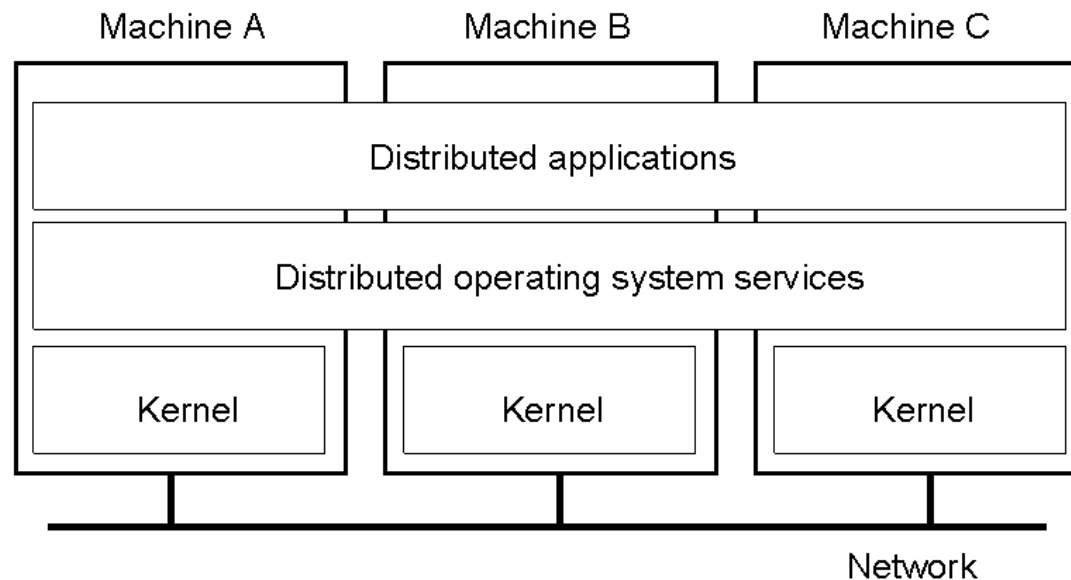 Machine A
Machine B
Machine C
Distributed applications
Distributed operating system services
Kernel
Kernel
Kernel
Network